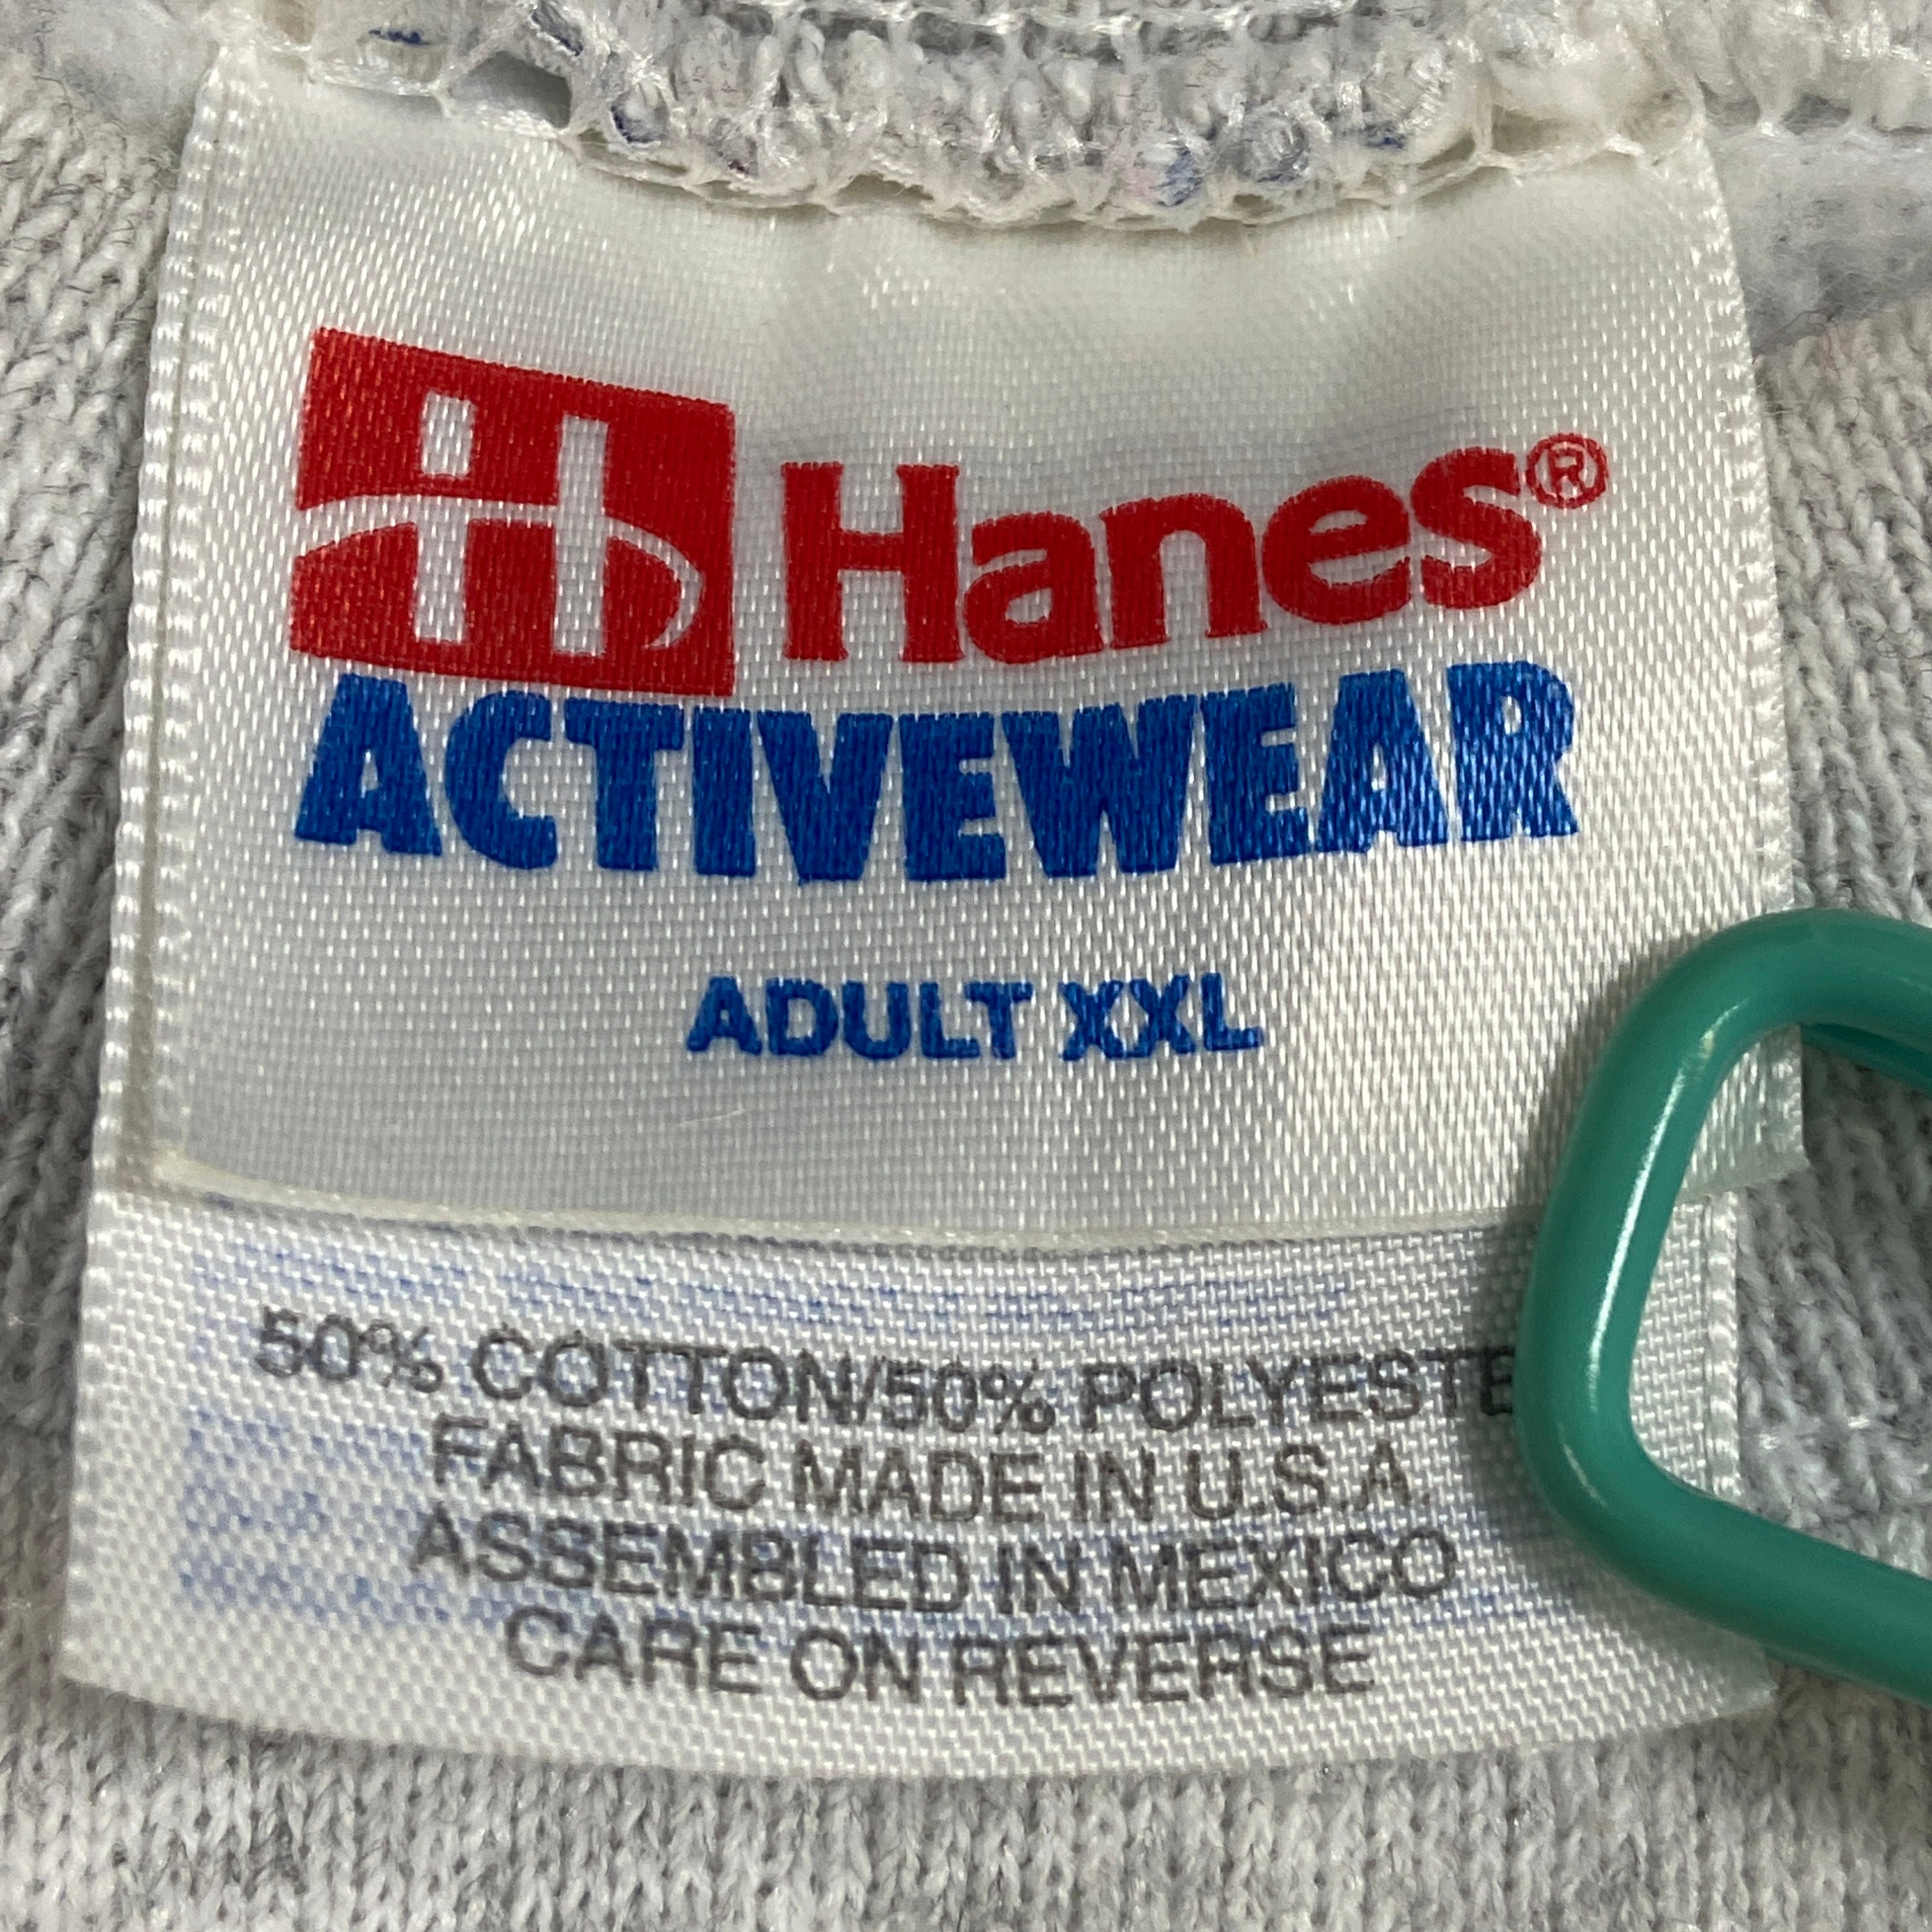 Hanes®
ACTIVEWEAR
ADULT XXL
50% COTTON/50% POLYESTE
FABRIC MADE IN U.S.A.
ASSEMBLED IN MEXICO
CARE ON REVERSE